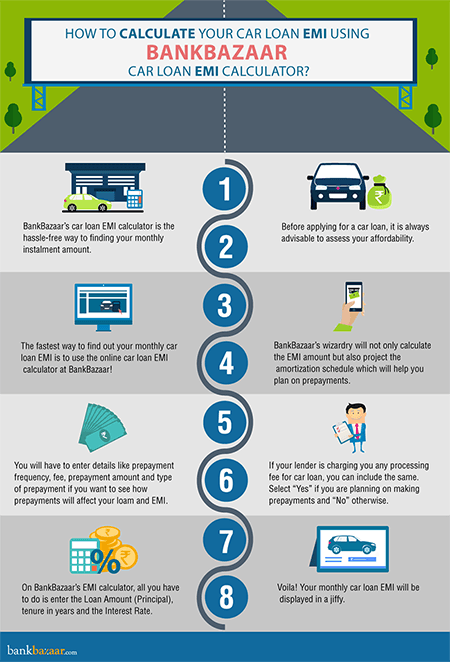 HOW TO CALCULATE YOUR CAR LOAN EMI USING
BANKBAZAAR
CAR LOAN EMI CALCULATOR?
1
BankBazaar's car loan EMI calculator is the
hassle-free way to finding your monthly
instalment amount.
2
Before applying for a car loan, it is always
advisable to assess your affordability.
3
The fastest way to find out your monthly car
loan EMI is to use the online car loan EMI
calculator at BankBazaar!
4
BankBazaar's wizardry will not only calculate
the EMI amount but also project the
amortization schedule which will help you
plan on prepayments.
5
You will have to enter details like prepayment
frequency, fee, prepayment amount and type
of prepayment if you want to see how
prepayments will affect your loam and EMI.
6
If your lender is charging you any processing
fee for car loan, you can include the same.
Select “Yes” if you are planning on making
prepayments and “No” otherwise.
7
On BankBazaar's EMI calculator, all you have
to do is enter the Loan Amount (Principal),
tenure in years and the Interest Rate.
8
Voila! Your monthly car loan EMI will be
displayed in a jiffy.
bankbazaar.com